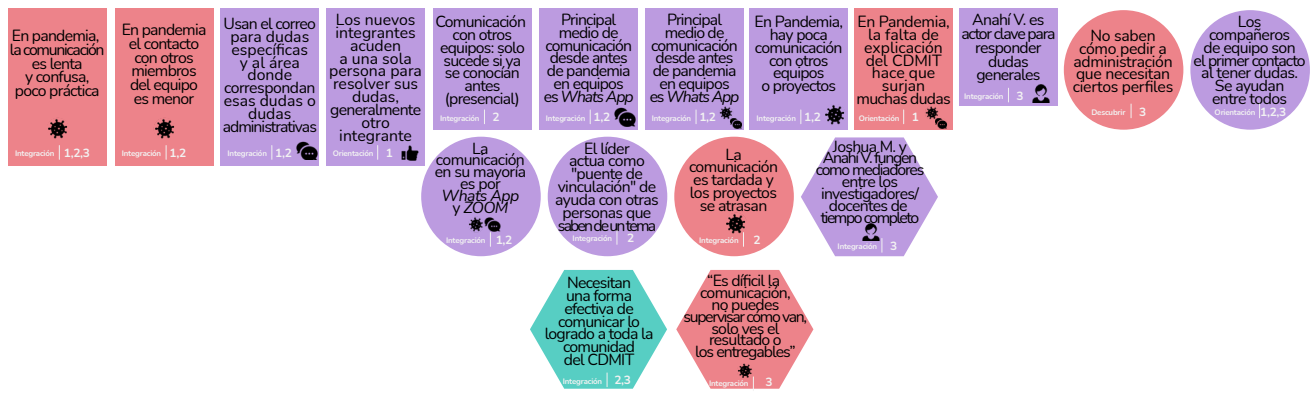 En pandemia,
la comunicación
es lenta
y confusa,
poco práctica
Integración 1,2,3
En pandemia
el contacto
con otros
miembros
del equipo
es menor
Integración 1,2
Usan el correo
para dudas
específicas
y al área
donde
correspondan
esas dudas o
dudas
administrativas
Integración 1,2
Los nuevos
integrantes
acuden
a una sola
persona para
resolver sus
dudas,
generalmente
otro
integrante
Orientación 1
Comunicación
con otros
equipos: solo
sucede si ya
se conocían
antes
(presencial)
Integración 2
Principal
medio de
comunicación
desde antes
de pandemia
en equipos
es Whats App
Integración 1,2
Principal
medio de
comunicación
desde antes
de pandemia
en equipos
es Whats App
Integración 1,2
En Pandemia,
hay poca
comunicación
con otros
equipos
o proyectos
Integración 1,2
En Pandemia,
la falta de
explicación
del CDMIT
hace que
surjan
muchas dudas
Orientación 1
Anahí V. es
actor clave para
responder
dudas
generales
Integración 3
No saben
cómo pedir a
administración
que necesitan
ciertos perfiles
Descubrir 3
Los
compañeros
de equipo son
el primer contacto
al tener dudas.
Se ayudan
entre todos
Orientación 1,2,3
La
comunicación
en su mayoría
es por
Whats App
y ZOOM
Integración 1,2
El líder
actua como
"puente de
vinculación" de
ayuda con otras
personas que
saben de un tema
Integración 2
La
comunicación
es tardada y
los proyectos
se atrasan
Integración 2
Joshua M. y
Anahí V. fungen
como mediadores
entre los
investigadores/
docentes de
tiempo completo
Integración 3
Necesitan
una forma
efectiva de
comunicar lo
logrado a toda la
comunidad
del CDMIT
Integración 2,3
“Es díficil la
comunicación,
no puedes
supervisar cómo van,
solo ves el
resultado o
los entregables”
Integración 3